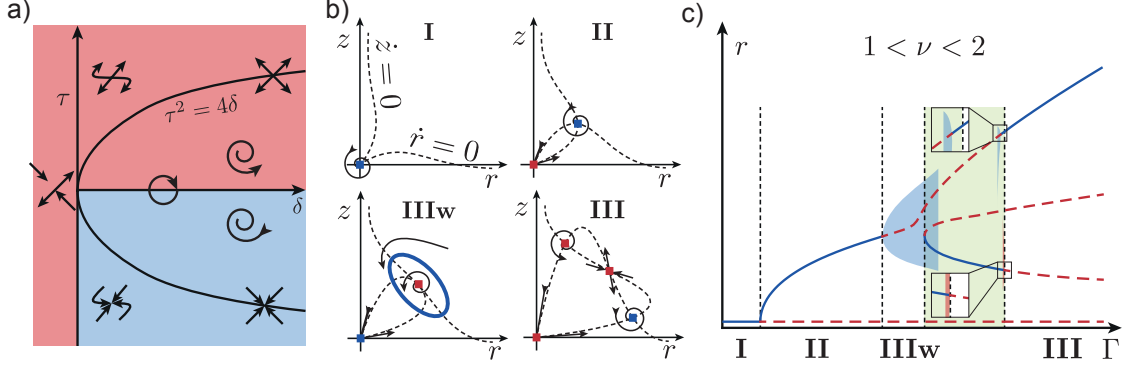 a)
τ
τ² = 4δ
δ
b)
z
I
ż = 0
ṙ = 0
r
z
II
r
z
IIIw
r
z
III
r
c)
r
1 < ν < 2
I
II
IIIw
III
Γ